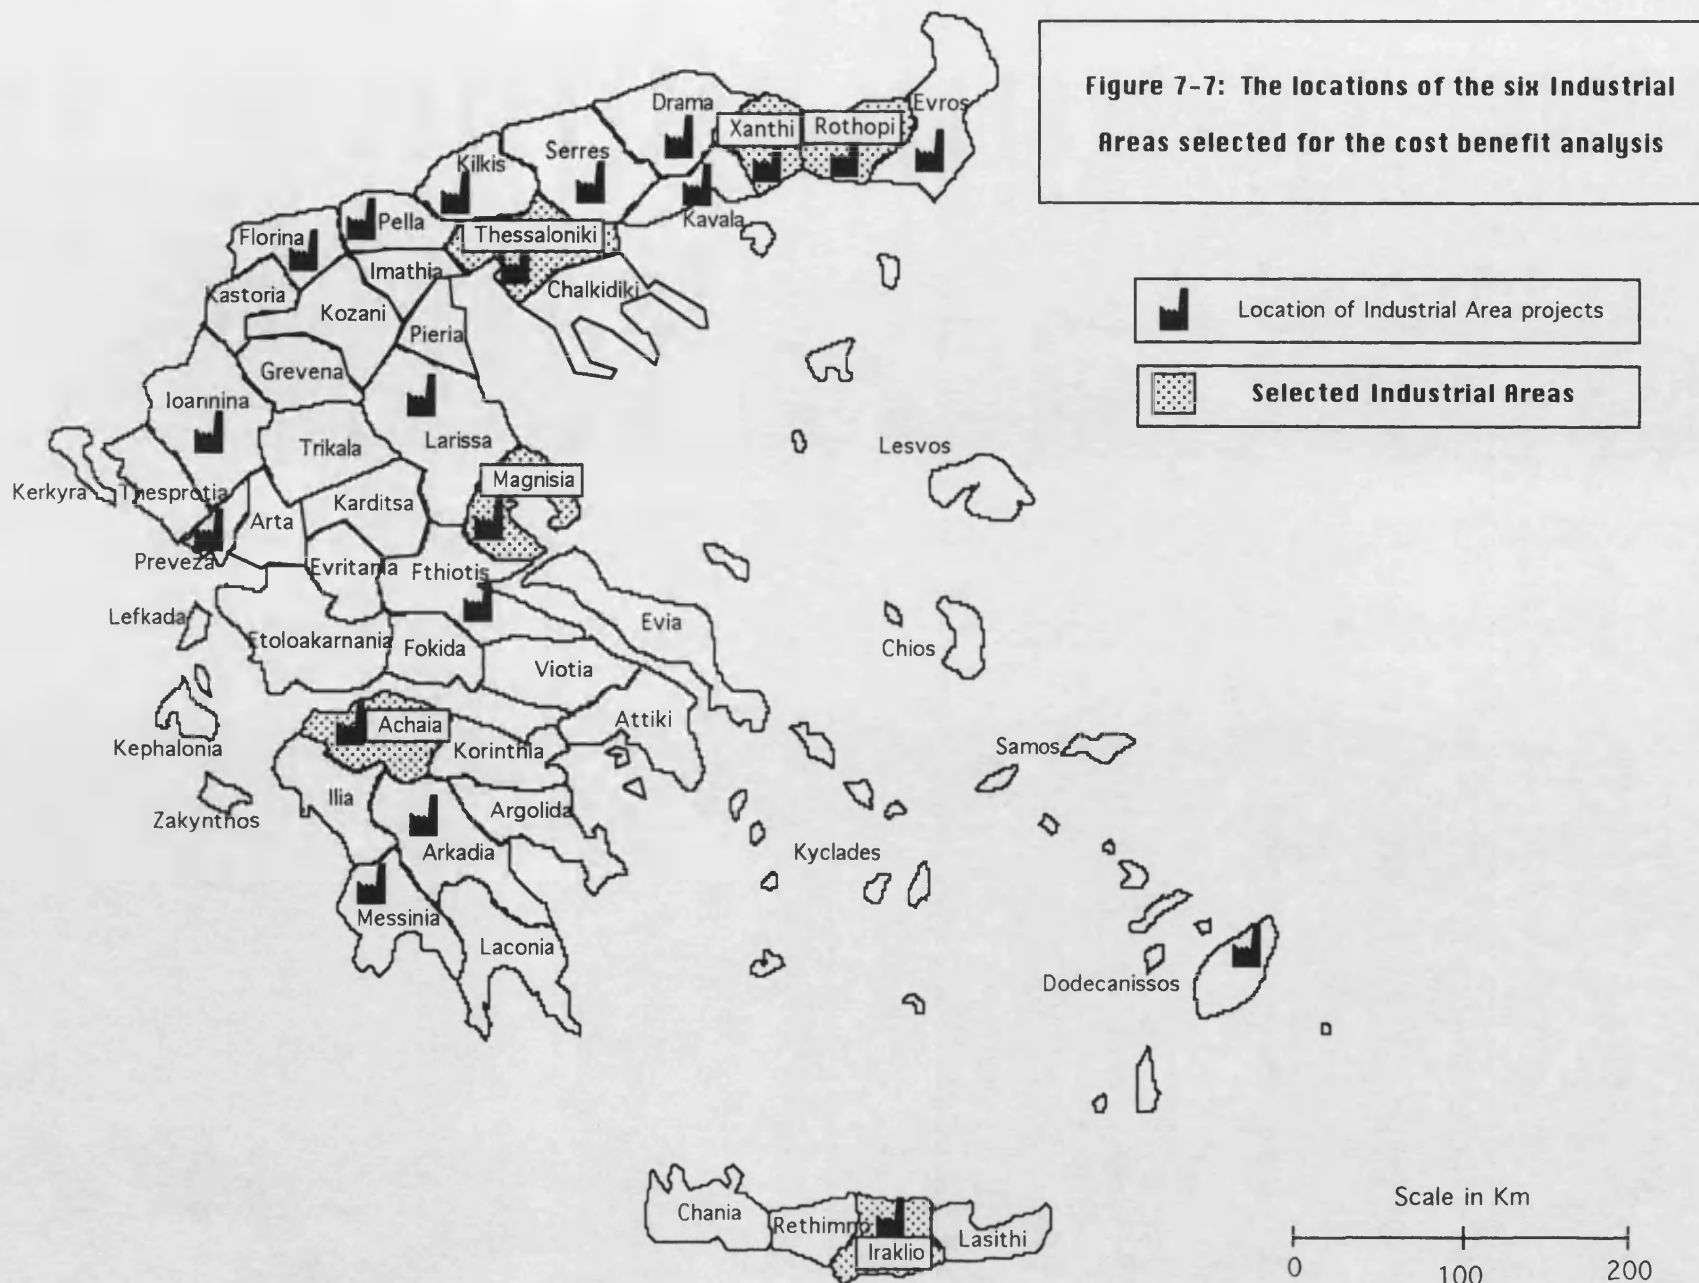 Figure 7-7: The locations of the six Industrial
Areas selected for the cost benefit analysis
Location of Industrial Area projects
Selected Industrial Areas
Drama
Evros
Xanthi
Rothopi
Serres
Kilkis
Kavala
Pella
Florina
Thessaloniki
Imathia
Chalkidiki
Kastoria
Kozani
Pieria
Grevena
Ioannina
Trikala
Larissa
Lesvos
Magnisia
Kerkyra
Thesprotia
Karditsa
Arta
Preveza
Evritania
Fthiotis
Lefkada
Etoloakarnania
Fokida
Evia
Chios
Viotia
Achaia
Attiki
Kephalonia
Korinthia
Samos
Ilia
Zakynthos
Argolida
Arkadia
Kyclades
Messinia
Laconia
Dodecanissos
Chania
Rethimno
Iraklio
Lasithi
Scale in Km
0
100
200